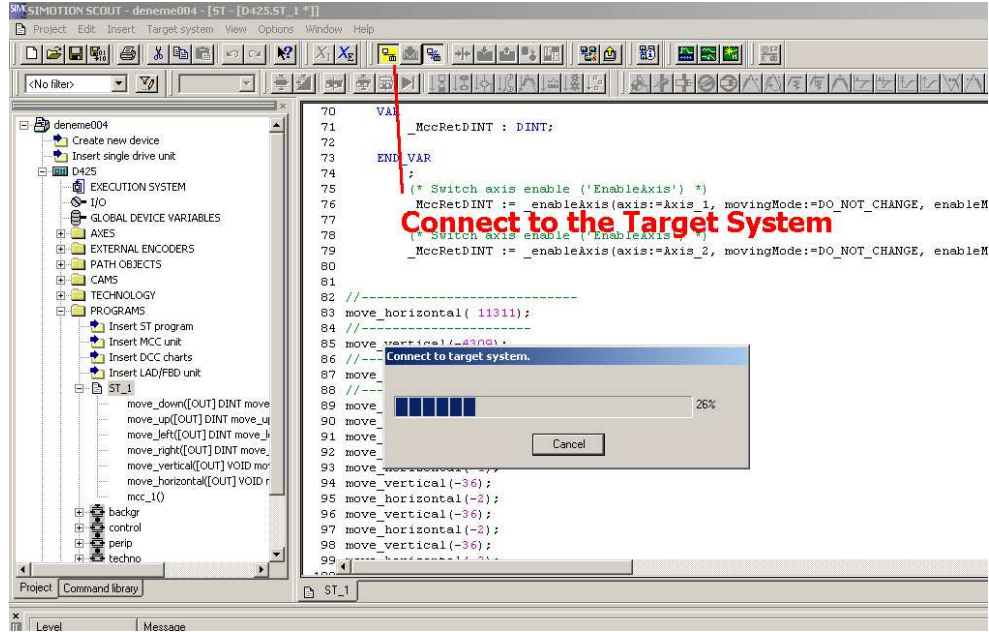 SIMOTION SCOUT - deneme004 - [ST - [D425.ST_1 *]]
Project Edit Insert Target system View Options Window Help
<No filter>
deneme004
Create new device
Insert single drive unit
D425
EXECUTION SYSTEM
I/O
GLOBAL DEVICE VARIABLES
AXES
EXTERNAL ENCODERS
PATH OBJECTS
CAMS
TECHNOLOGY
PROGRAMS
Insert ST program
Insert MCC unit
Insert DCC charts
Insert LAD/FBD unit
ST_1
move_down([OUT] DINT move
move_up([OUT] DINT move_u
move_left([OUT] DINT move_l
move_right([OUT] DINT move_
move_vertical([OUT] VOID mo
move_horizontal([OUT] VOID
mcc_1()
backgr
control
perip
techno
Project Command library
70 VAR
71 _MccRetDINT : DINT;
72
73 END_VAR
74 ;
75 (* Switch axis enable ('EnableAxis') *)
76 _MccRetDINT := _enableAxis(axis:=Axis_1, movingMode:=DO_NOT_CHANGE, enableM
77
Connect to the Target System
78 (* Switch axis enable ('EnableAxis') *)
79 _MccRetDINT := _enableAxis(axis:=Axis_2, movingMode:=DO_NOT_CHANGE, enableM
80
81
82 //----------------------------
83 move_horizontal( 11311);
84 //----------------------
85 move_vertical(-4309);
86 //---
87 move_
88 //---
89 move_
90 move_
91 move_
92 move_
93 move_horizontal(-1);
94 move_vertical(-36);
95 move_horizontal(-2);
96 move_vertical(-36);
97 move_horizontal(-2);
98 move_vertical(-36);
99 move_horizontal(-2);
Connect to target system.
26%
Cancel
ST_1
Level Message